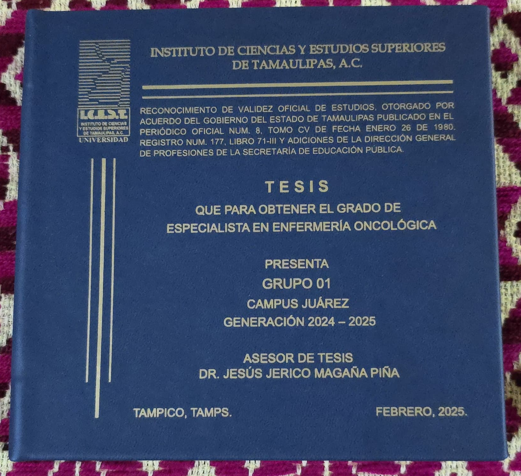 INSTITUTO DE CIENCIAS Y ESTUDIOS SUPERIORES
DE TAMAULIPAS, A.C.
I.C.E.S.T.
INSTITUTO DE CIENCIAS
Y ESTUDIOS SUPERIORES
DE TAMAULIPAS, A.C.
UNIVERSIDAD
RECONOCIMIENTO DE VALIDEZ OFICIAL DE ESTUDIOS, OTORGADO POR
ACUERDO DEL GOBIERNO DEL ESTADO DE TAMAULIPAS PUBLICADO EN EL
PERIÓDICO OFICIAL NUM. 8, TOMO CV DE FECHA ENERO 26 DE 1980.
REGISTRO NUM. 177, LIBRO 71-III Y ADICIONES DE LA DIRECCIÓN GENERAL
DE PROFESIONES DE LA SECRETARÍA DE EDUCACIÓN PÚBLICA.
TESIS
QUE PARA OBTENER EL GRADO DE
ESPECIALISTA EN ENFERMERÍA ONCOLÓGICA
PRESENTA
GRUPO 01
CAMPUS JUÁREZ
GENERACIÓN 2024 – 2025
ASESOR DE TESIS
DR. JESÚS JERICO MAGAÑA PIÑA
TAMPICO, TAMPS. FEBRERO, 2025.